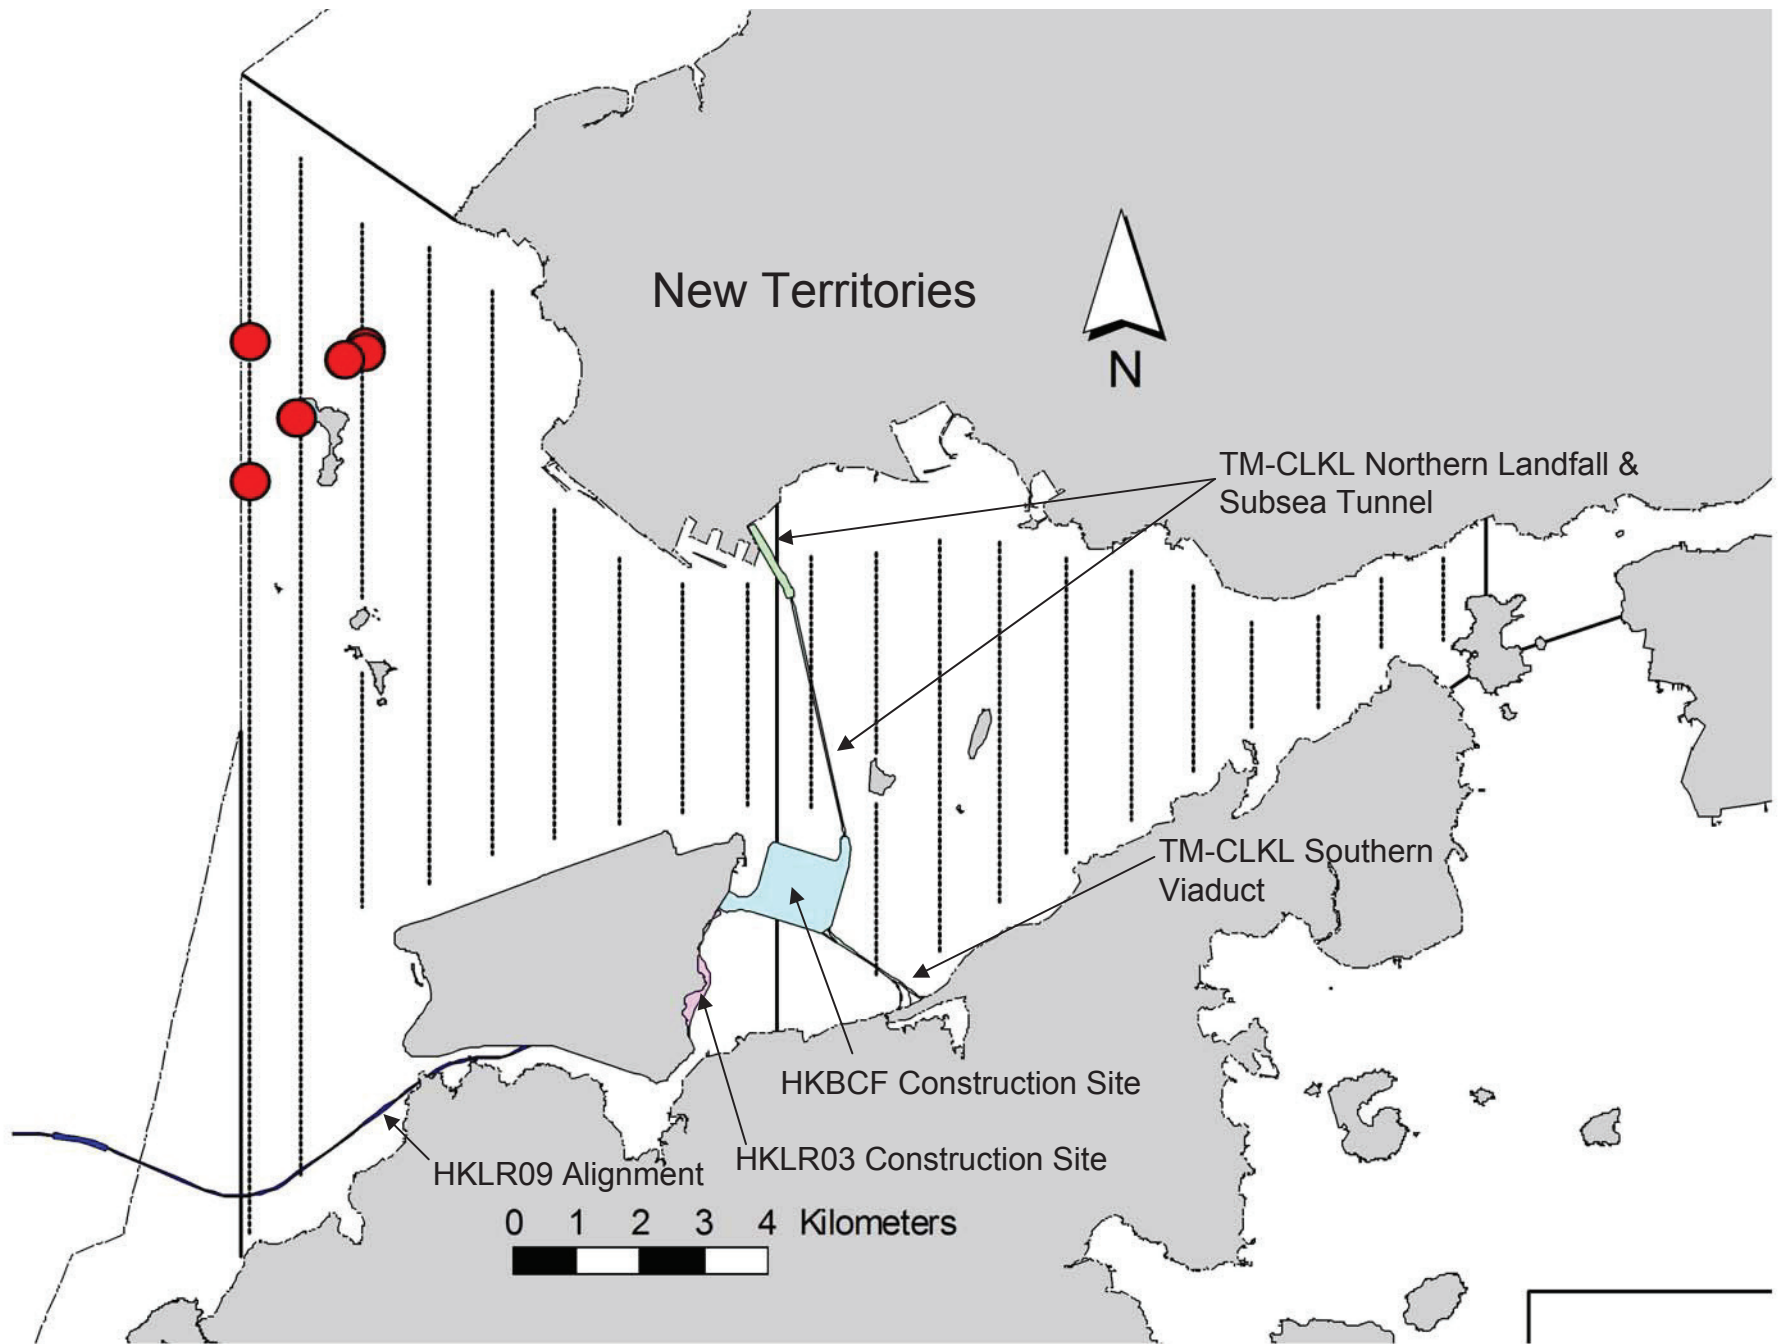 New Territories
N
TM-CLKL Northern Landfall &
Subsea Tunnel
TM-CLKL Southern
Viaduct
HKBCF Construction Site
HKLR03 Construction Site
HKLR09 Alignment
0 1 2 3 4 Kilometers